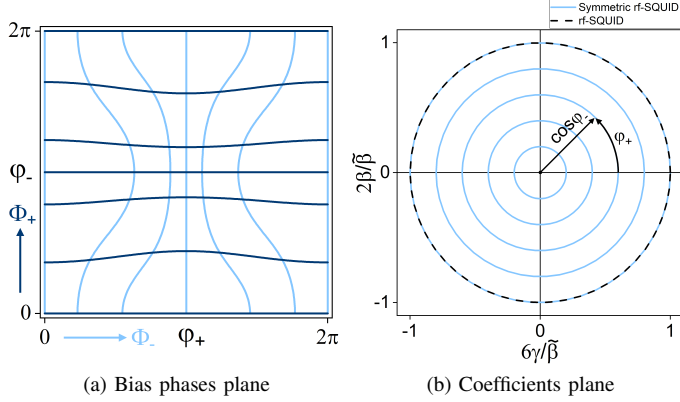 Symmetric rf-SQUID
rf-SQUID
2π
φ-
Φ+
0
0
Φ-
φ+
2π
1
0
-1
2β/β̃
cosφ-
φ+
-1
0
1
6γ/β̃
(a) Bias phases plane
(b) Coefficients plane